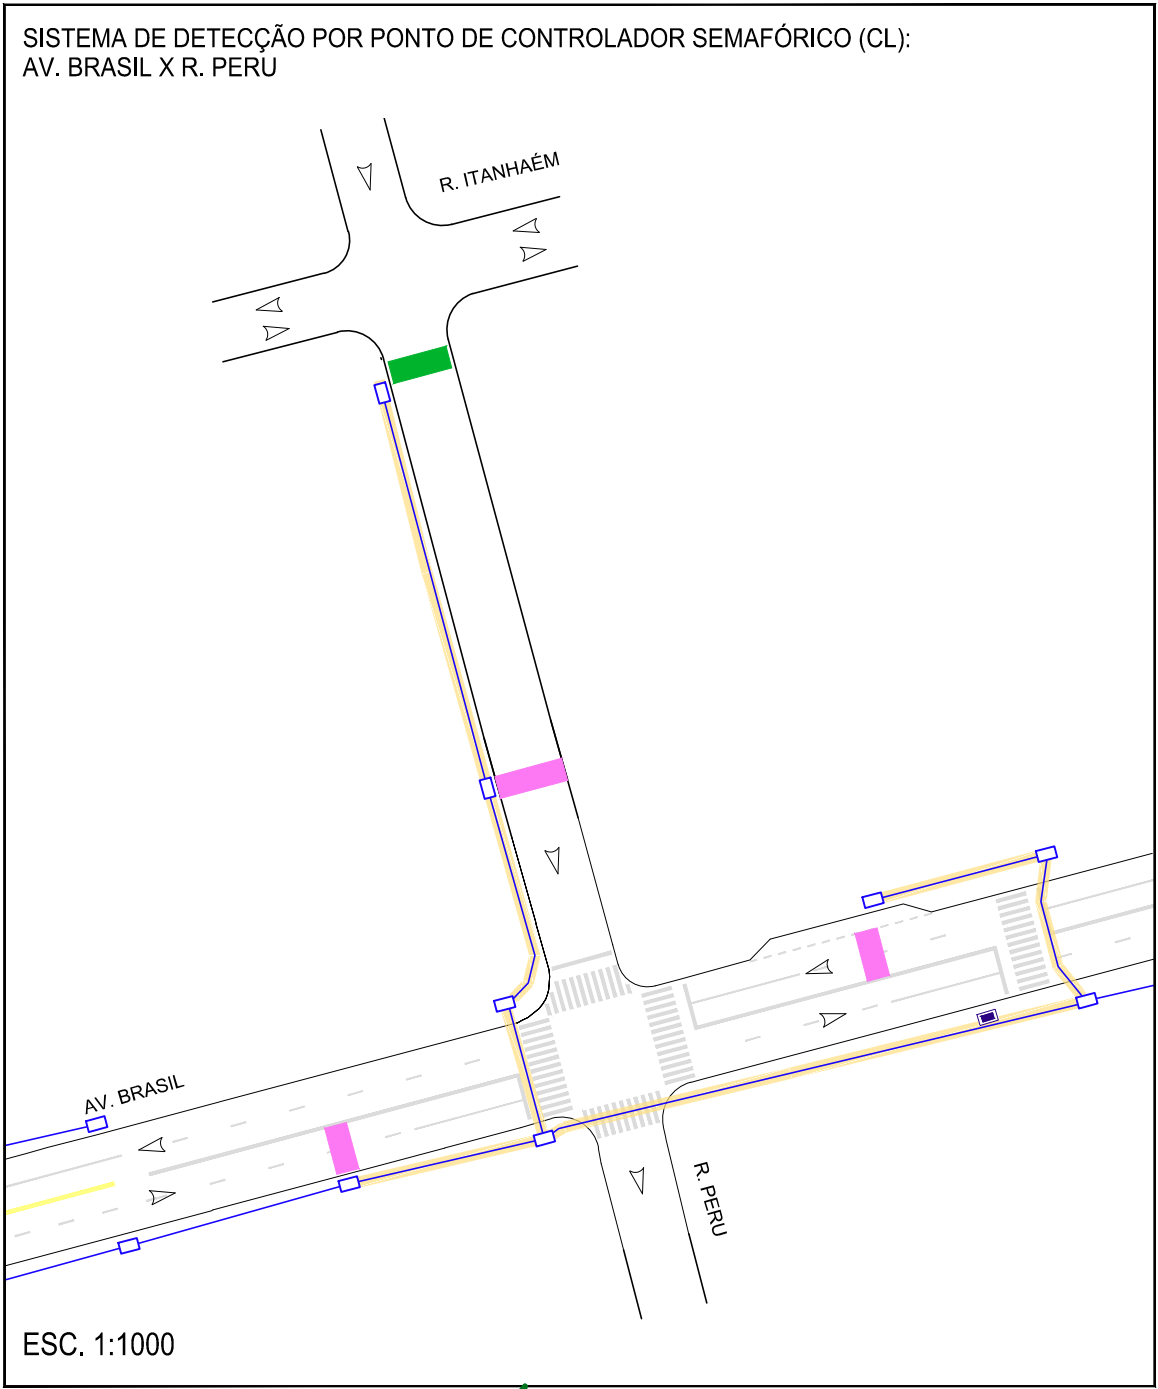 SISTEMA DE DETECÇÃO POR PONTO DE CONTROLADOR SEMAFÓRICO (CL):
AV. BRASIL X R. PERU
R. ITANHAÉM
AV. BRASIL
R. PERU
ESC. 1:1000